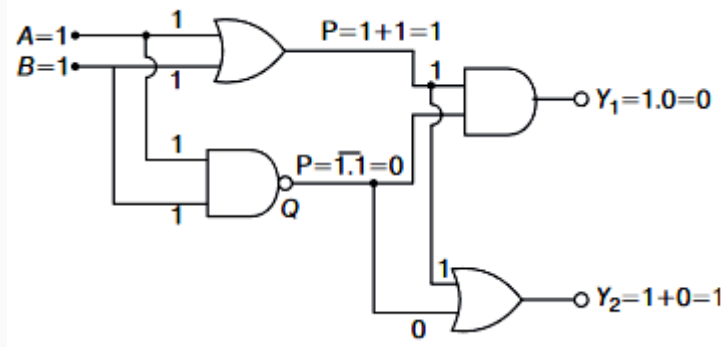 A=1
B=1
1
1
P=1+1=1
1
Y₁=1.0=0
1
1
P=\overline{1.1}=0
Q
1
0
Y₂=1+0=1